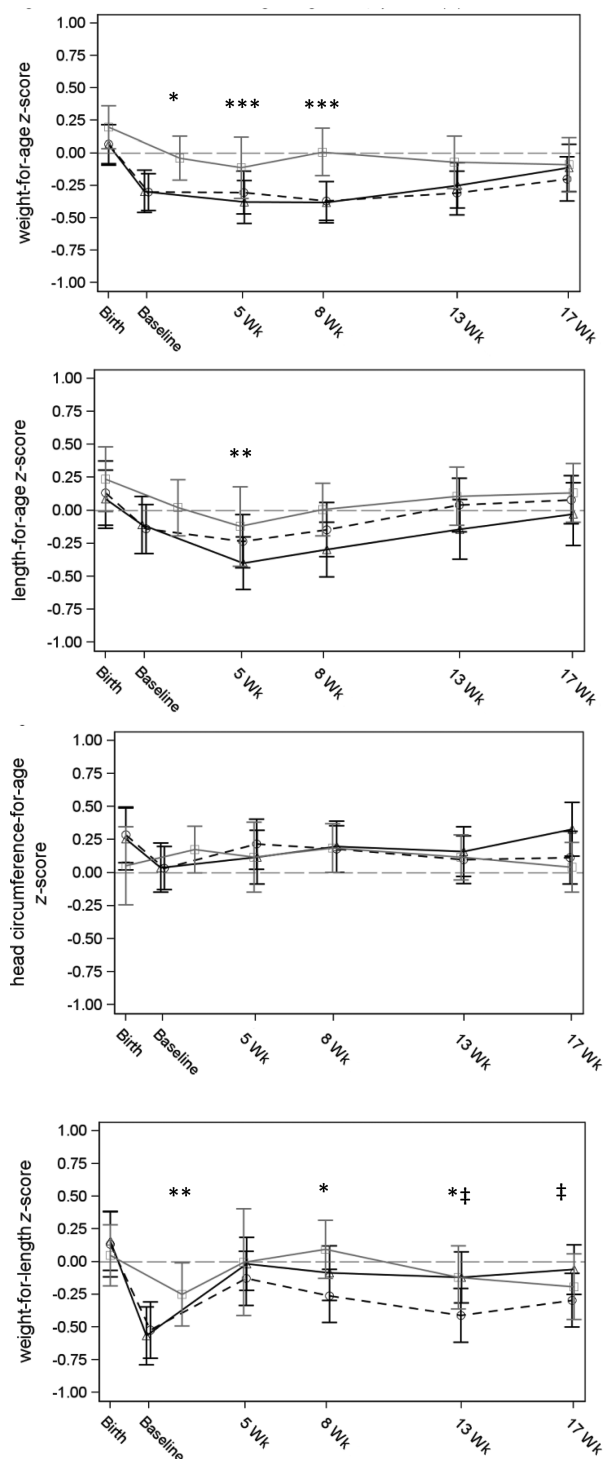 1.00
0.75
0.50
0.25
0.00
-0.25
-0.50
-0.75
-1.00
weight-for-age z-score
*
***
***
Birth
Baseline
5 Wk
8 Wk
13 Wk
17 Wk
1.00
0.75
0.50
0.25
0.00
-0.25
-0.50
-0.75
-1.00
length-for-age z-score
**
Birth
Baseline
5 Wk
8 Wk
13 Wk
17 Wk
1.00
0.75
0.50
0.25
0.00
-0.25
-0.50
-0.75
-1.00
head circumference-for-age
z-score
Birth
Baseline
5 Wk
8 Wk
13 Wk
17 Wk
1.00
0.75
0.50
0.25
0.00
-0.25
-0.50
-0.75
-1.00
weight-for-length z-score
**
*
*‡
‡
Birth
Baseline
5 Wk
8 Wk
13 Wk
17 Wk